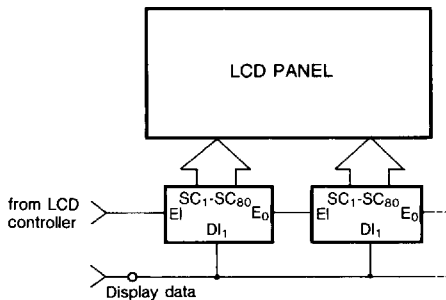 LCD PANEL
from LCD
controller
SC₁-SC₈₀
EI
E₀
DI₁
SC₁-SC₈₀
EI
E₀
DI₁
Display data